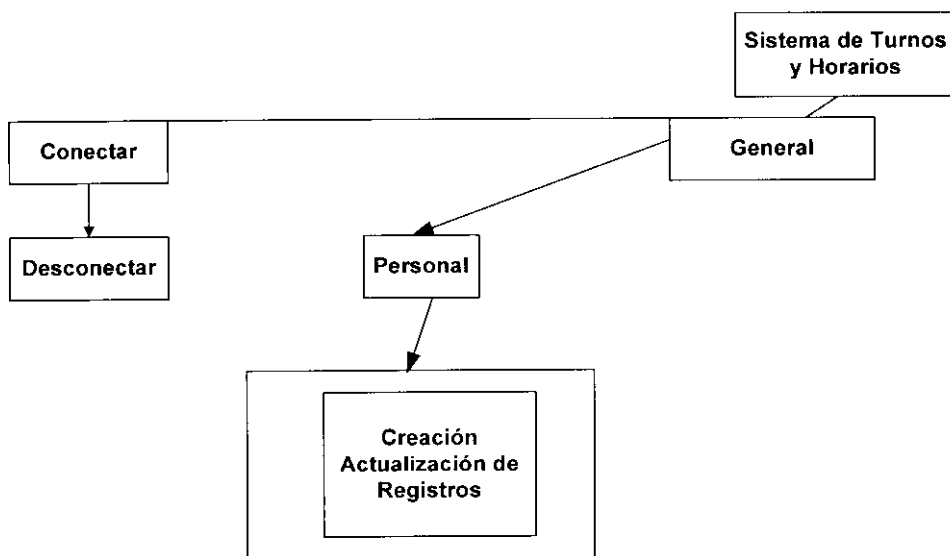 Sistema de Turnos
y Horarios
Conectar
General
Desconectar
Personal
Creación
Actualización de
Registros